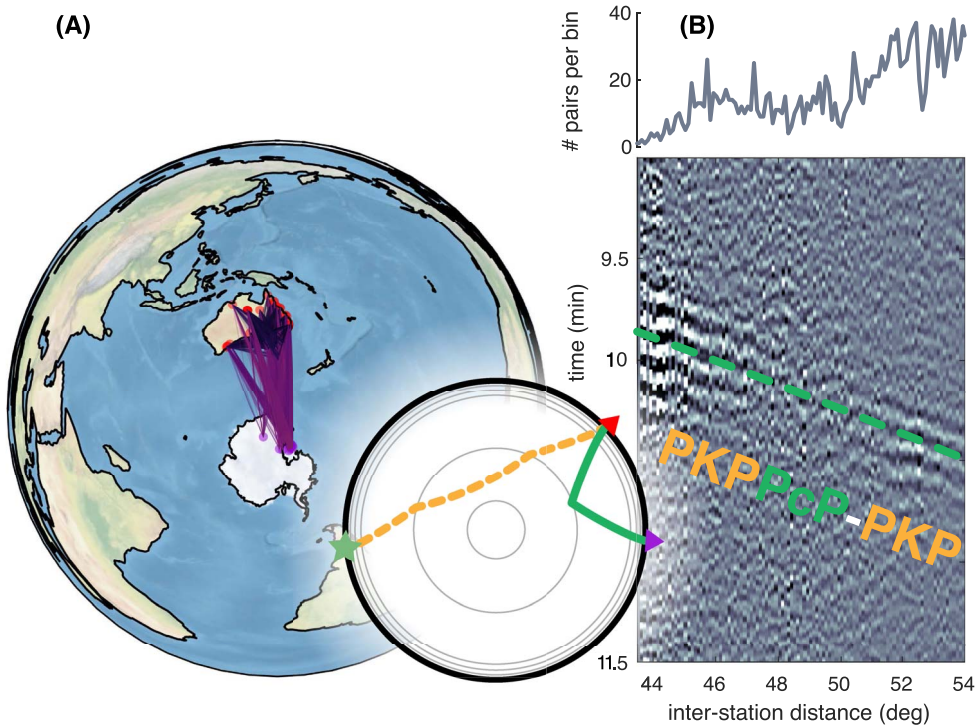 (A)
(B)
# pairs per bin
40
20
0
time (min)
9.5
10
11.5
PKPPcP-PKP
44 46 48 50 52 54
inter-station distance (deg)